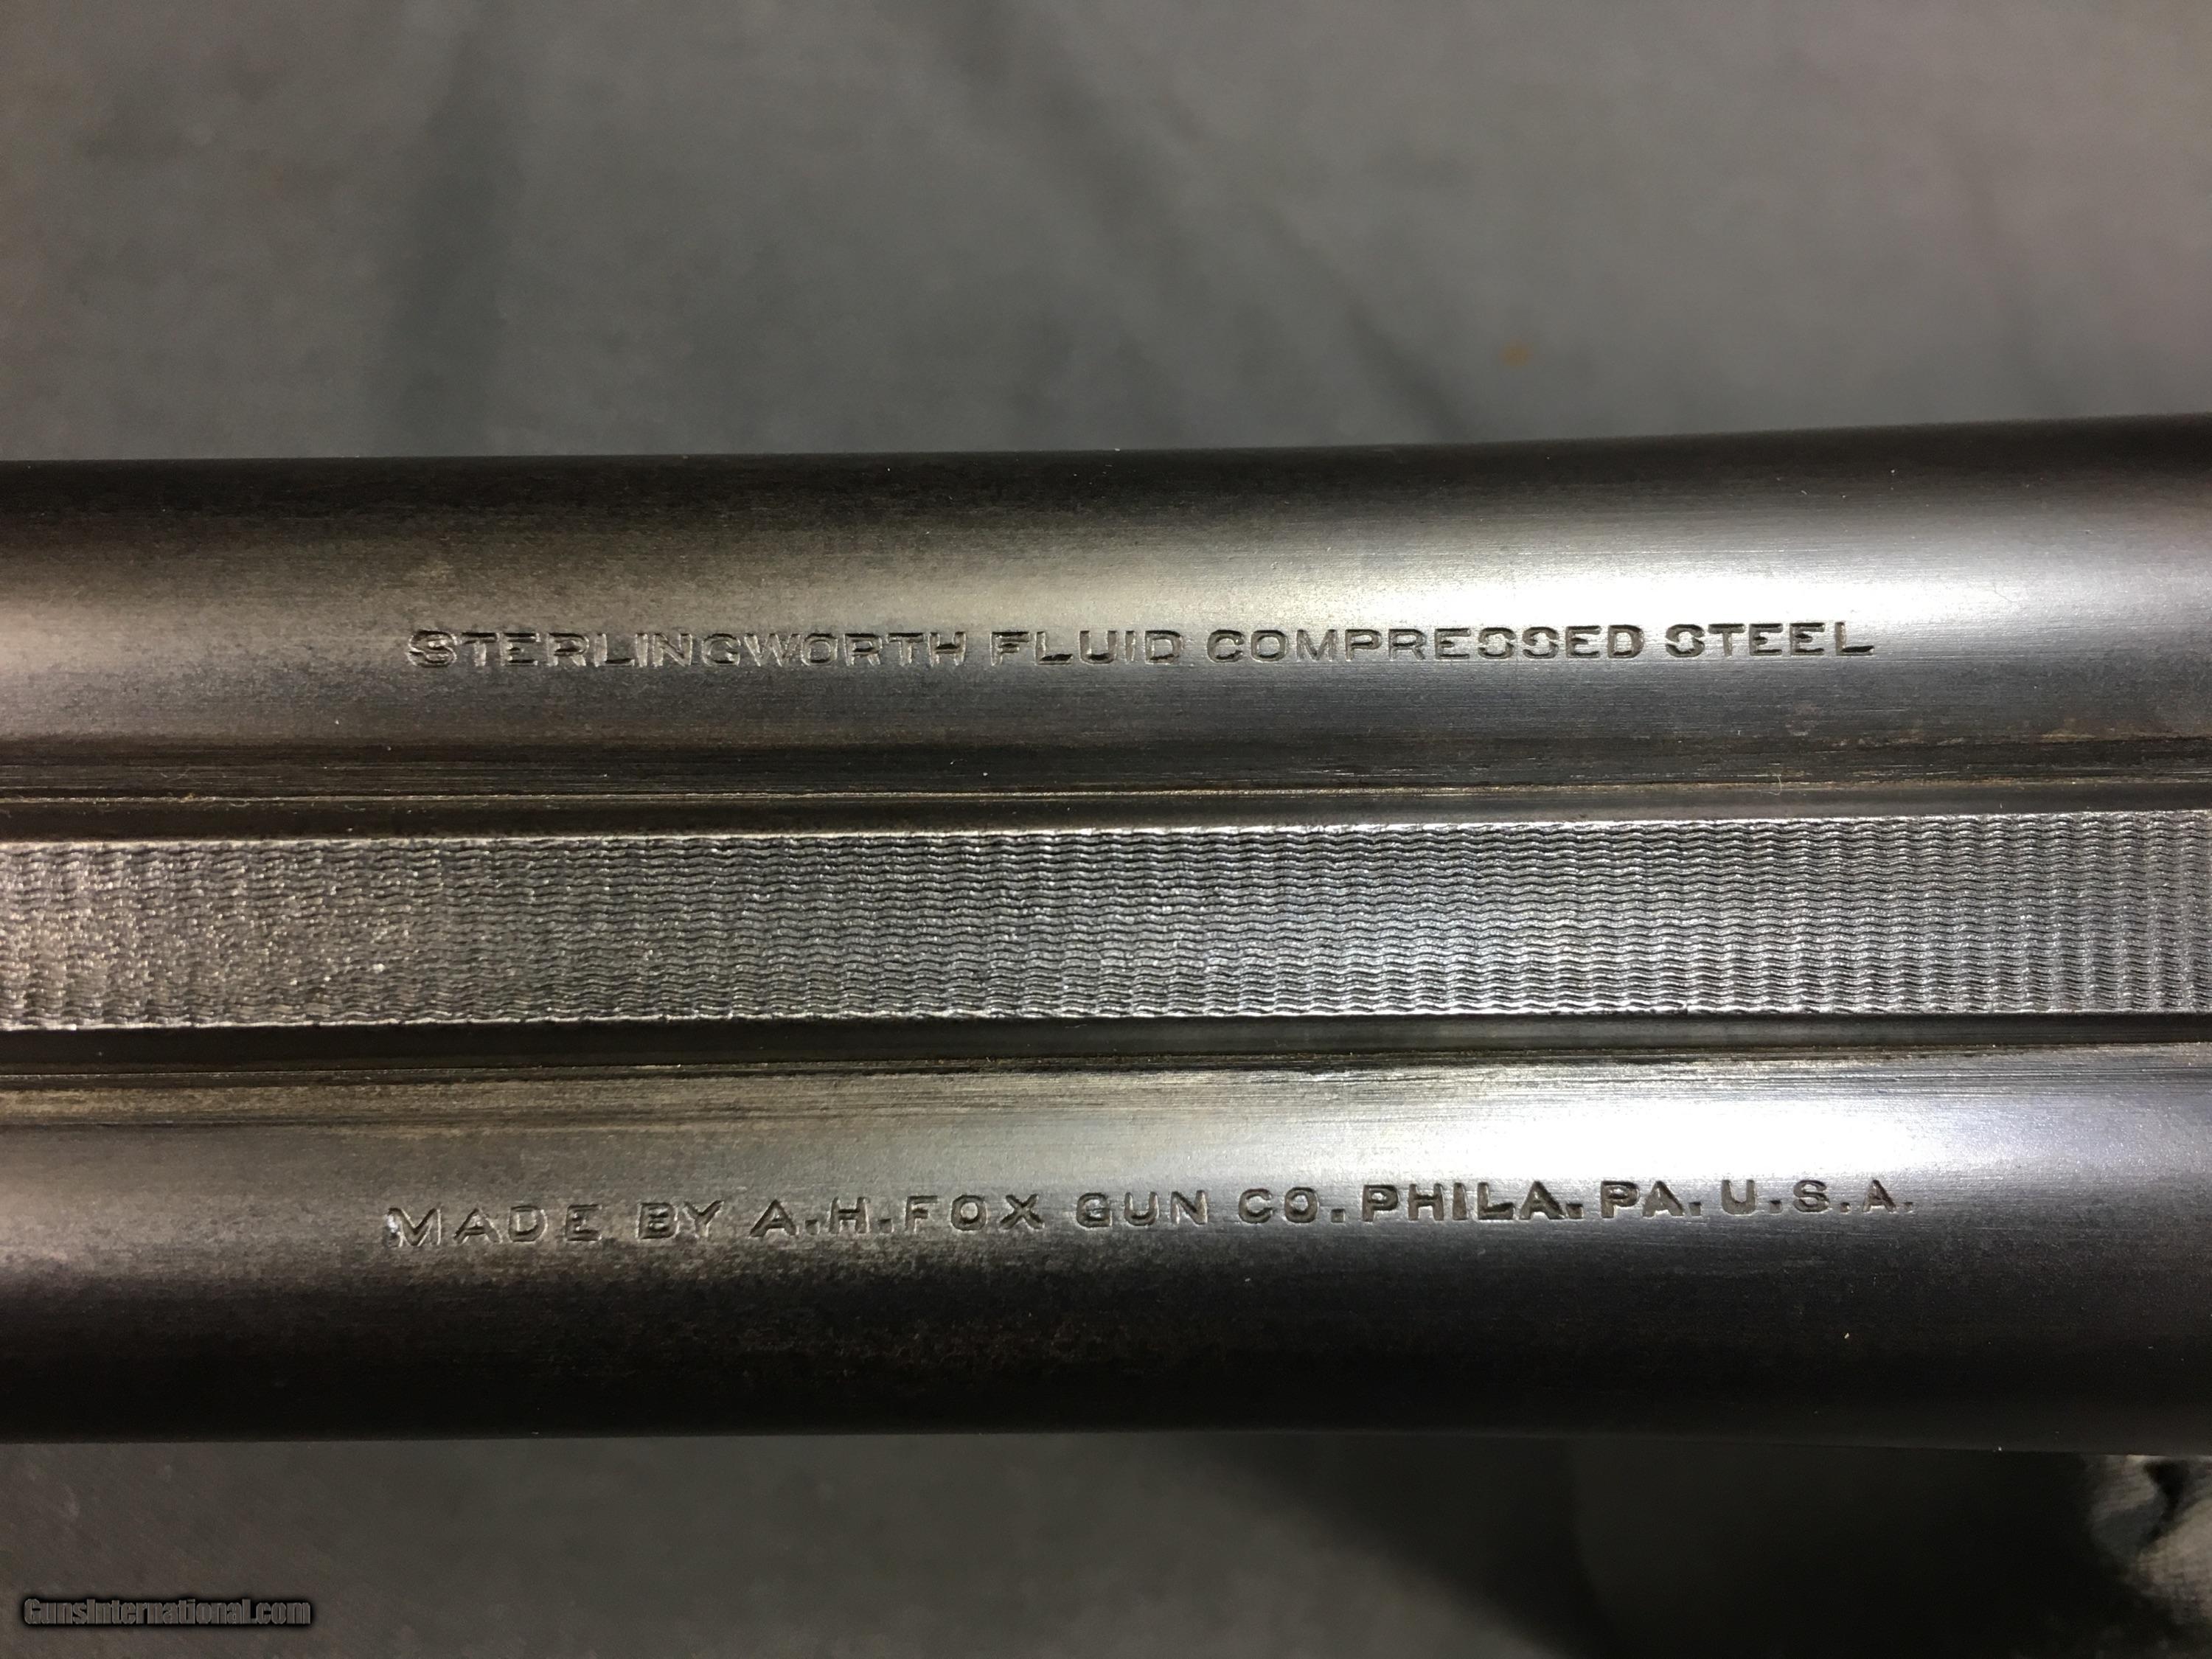 STERLINGWORTH FLUID COMPRESSED STEEL
MADE BY A.H.FOX GUN CO. PHILA. PA. U.S.A.
GunsInternational.com